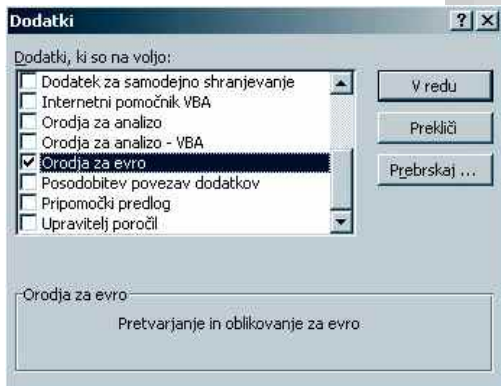 Dodatki
Dodatki, ki so na voljo:
Dodatek za samodejno shranjevanje
Internetni pomočnik VBA
Orodja za analizo
Orodja za analizo - VBA
Orodja za evro
Posodobitev povezav dodatkov
Pripomočki predlog
Upravitelj poročil
V redu
Prekliči
Prebrskaj ...
Orodja za evro
Pretvarjanje in oblikovanje za evro